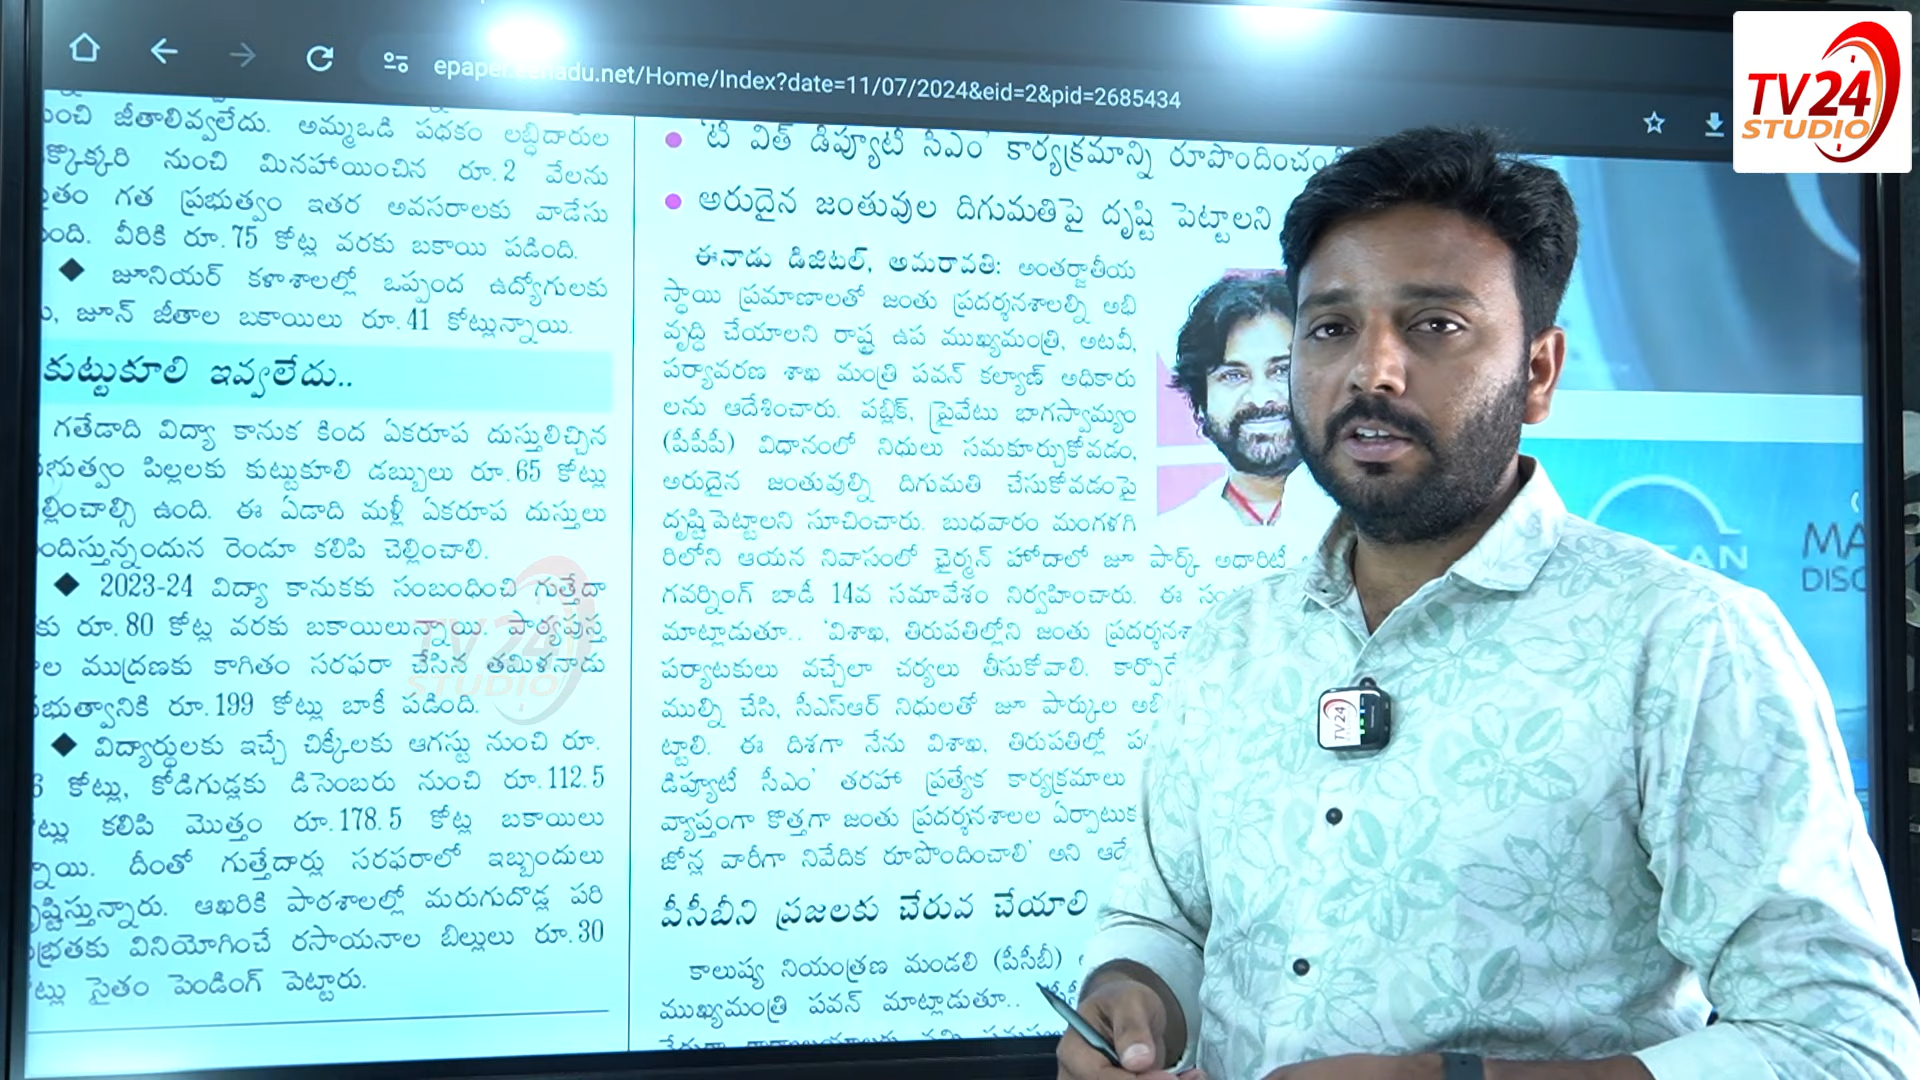 epaper.eenadu.net/Home/Index?date=11/07/2024&eid=2&pid=2685434
TV24
STUDIO
జీతాలివ్వలేదు. అమ్మఒడి పథకం లబ్ధిదారుల
నుంచి మినహాయించిన రూ.2 వేలను
గత ప్రభుత్వం ఇతర అవసరాలకు వాడేసు
వీరికి రూ.75 కోట్ల వరకు బకాయి పడింది.
◆ జూనియర్ కళాశాలల్లో ఒప్పంద ఉద్యోగులకు
జూన్ జీతాల బకాయిలు రూ.41 కోట్లున్నాయి.
కుట్టుకూలి ఇవ్వలేదు..
గతేడాది విద్యా కానుక కింద ఏకరూప దుస్తులిచ్చిన
పిల్లలకు కుట్టుకూలి డబ్బులు రూ.65 కోట్లు
ఉంది. ఈ ఏడాది మళ్లీ ఏకరూప దుస్తులు
రెండూ కలిపి చెల్లించాలి.
◆ 2023-24 విద్యా కానుకకు సంబంధించి గుత్తేదా
కు రూ.80 కోట్ల వరకు బకాయిలున్నాయి. పాఠ్యపుస్త
ల ముద్రణకు కాగితం సరఫరా చేసిన తమిళనాడు
రూ.199 కోట్లు బాకీ పడింది.
◆ విద్యార్థులకు ఇచ్చే చిక్కీలకు ఆగస్టు నుంచి రూ.
కోట్లు, కోడిగుడ్లకు డిసెంబరు నుంచి రూ.112.5
కలిపి మొత్తం రూ.178.5 కోట్ల బకాయిలు
దీంతో గుత్తేదార్లు సరఫరాలో ఇబ్బందులు
ఆఖరికి పాఠశాలల్లో మరుగుదొడ్ల పరి
వినియోగించే రసాయనాల బిల్లులు రూ.30
సైతం పెండింగ్ పెట్టారు.
TV24
STUDIO
• 'టీ విత్ డిప్యూటీ సీఎం' కార్యక్రమాన్ని
• అరుదైన జంతువుల దిగుమతిపై దృష్టి పెట్టాలని
ఈనాడు డిజిటల్, అమరావతి: అంతర్జాతీయ
స్థాయి ప్రమాణాలతో జంతు ప్రదర్శనశాలల్ని అభి
వృద్ధి చేయాలని రాష్ట్ర ఉప ముఖ్యమంత్రి, అటవీ,
పర్యావరణ శాఖ మంత్రి పవన్ కల్యాణ్ అధికారు
లను ఆదేశించారు. పబ్లిక్, ప్రైవేటు భాగస్వామ్యం
(పీపీపీ) విధానంలో నిధులు సమకూర్చుకోవడం,
అరుదైన జంతువుల్ని దిగుమతి చేసుకోవడంపై
దృష్టిపెట్టాలని సూచించారు. బుధవారం మంగళగి
రిలోని ఆయన నివాసంలో ఛైర్మన్ హోదాలో జూ పార్క్ అథారిటీ
గవర్నింగ్ బాడీ 14వ సమావేశం నిర్వహించారు. ఈ
మాట్లాడుతూ.. 'విశాఖ, తిరుపతిల్లోని జంతు
పర్యాటకులు వచ్చేలా చర్యలు తీసుకోవాలి.
ముల్ని చేసి, సీఎస్ఆర్ నిధులతో జూ పార్కుల
ట్టాలి. ఈ దిశగా నేను విశాఖ, తిరుపతిల్లో
డిప్యూటీ సీఎం' తరహా ప్రత్యేక కార్యక్రమాలు
వ్యాప్తంగా కొత్తగా జంతు ప్రదర్శనశాలల
జోన్ల వారీగా నివేదిక రూపొందించాలి' అని
పీసీబీని ప్రజలకు చేరువ చేయాలి
కాలుష్య నియంత్రణ మండలి (పీసీబీ)
ముఖ్యమంత్రి పవన్ మాట్లాడుతూ..
TV24